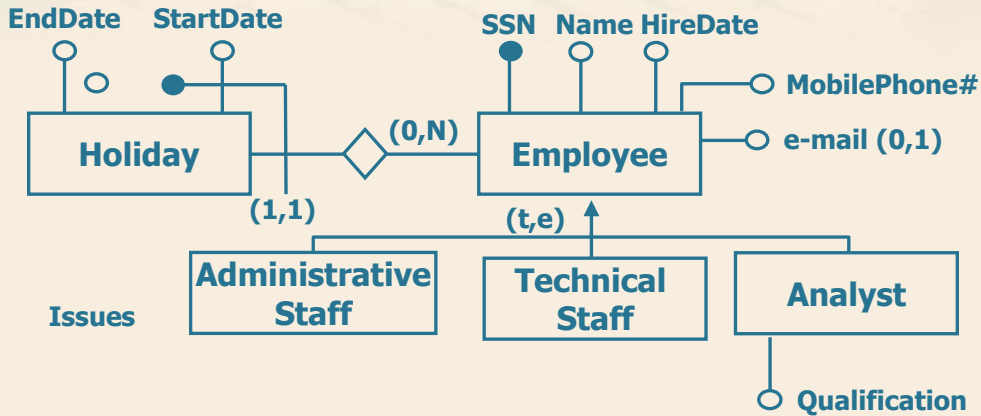 EndDate StartDate
SSN Name HireDate
MobilePhone#
Holiday
(0,N)
Employee
e-mail (0,1)
(1,1)
(t,e)
Administrative
Staff
Technical
Staff
Analyst
Issues
Qualification